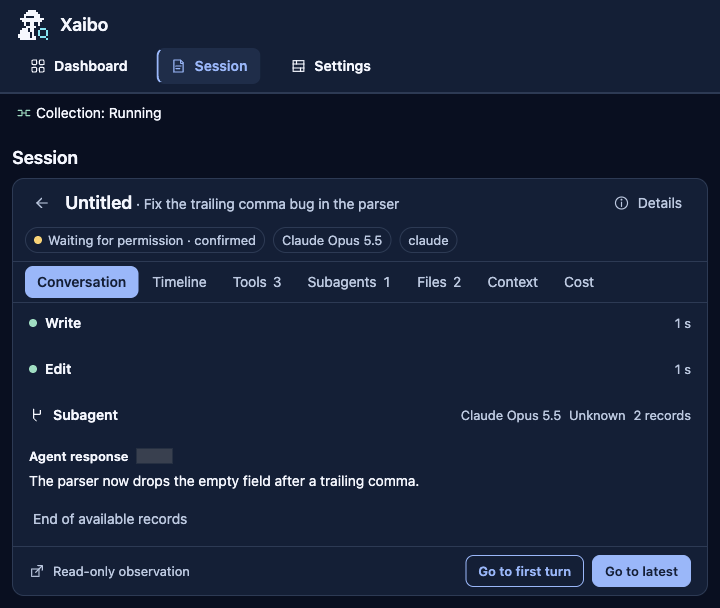 Xaibo
Dashboard Session Settings
Collection: Running
Session
Untitled · Fix the trailing comma bug in the parser Details
Waiting for permission · confirmed Claude Opus 5.5 claude
Conversation Timeline Tools 3 Subagents 1 Files 2 Context Cost
Write 1 s
Edit 1 s
Subagent Claude Opus 5.5 Unknown 2 records
Agent response
The parser now drops the empty field after a trailing comma.
End of available records
Read-only observation Go to first turn Go to latest